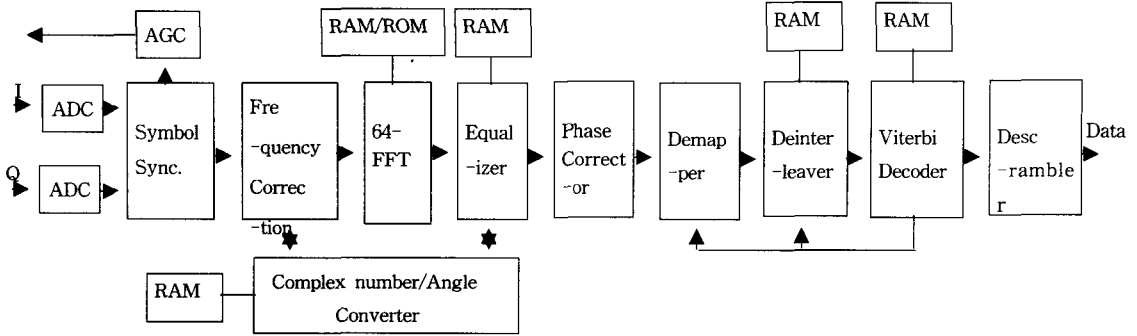 AGC
RAM/ROM
RAM
RAM
RAM
I
ADC
Q
ADC
Symbol
Sync.
Fre
-quency
Correc
-tion
64-
FFT
Equal
-izer
Phase
Correct
-or
Demap
-per
Deinter
-leaver
Viterbi
Decoder
Desc
-ramble
r
Data
RAM
Complex number/Angle
Converter